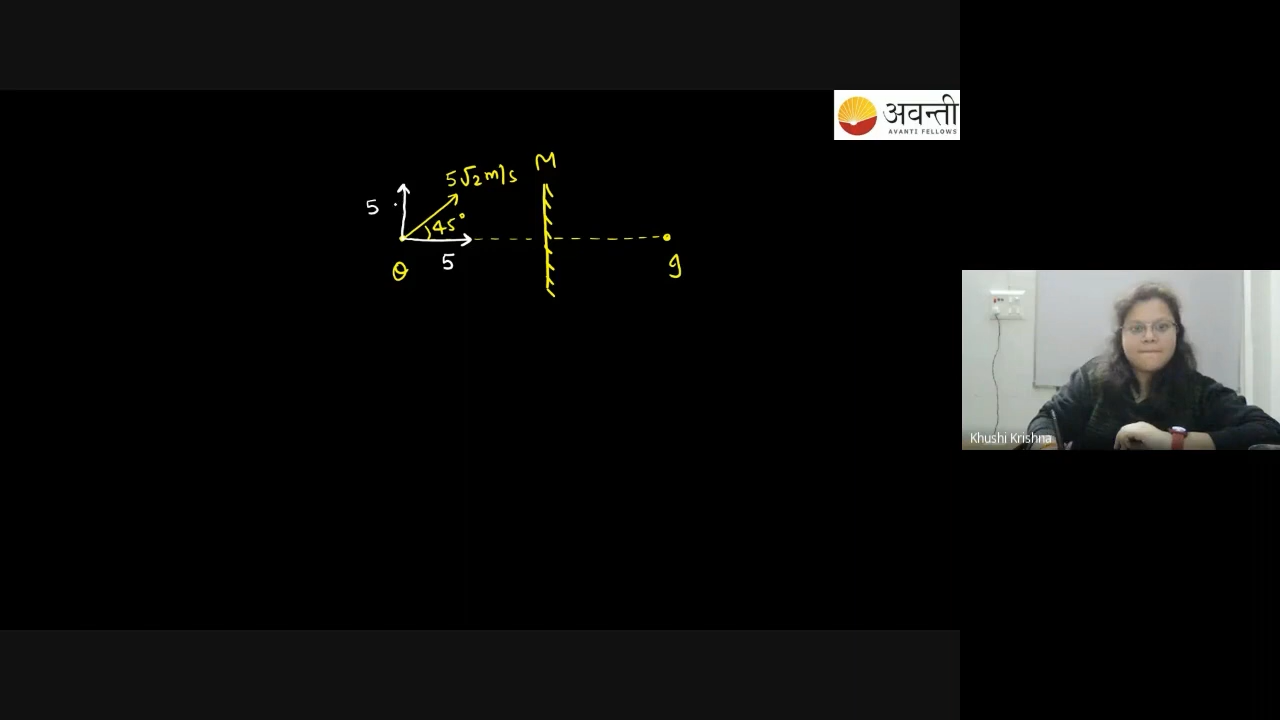 अवन्ती
AVANTI FELLOWS
M
5√2 m/s
5
45°
O
5
I
Khushi Krishna